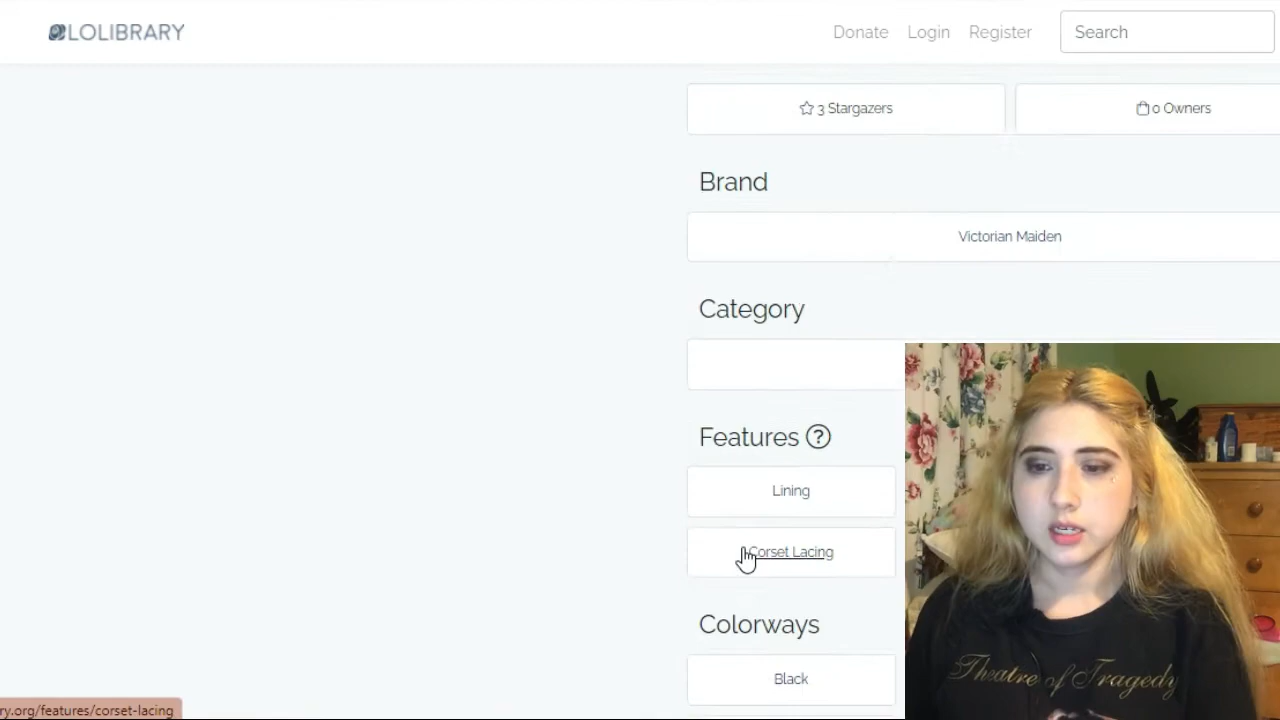 LOLIBRARY
Donate Login Register Search
3 Stargazers
0 Owners
Brand
Victorian Maiden
Category
Features ?
Lining
Corset Lacing
Colorways
Black
Theatre of Tragedy
ry.org/features/corset-lacing